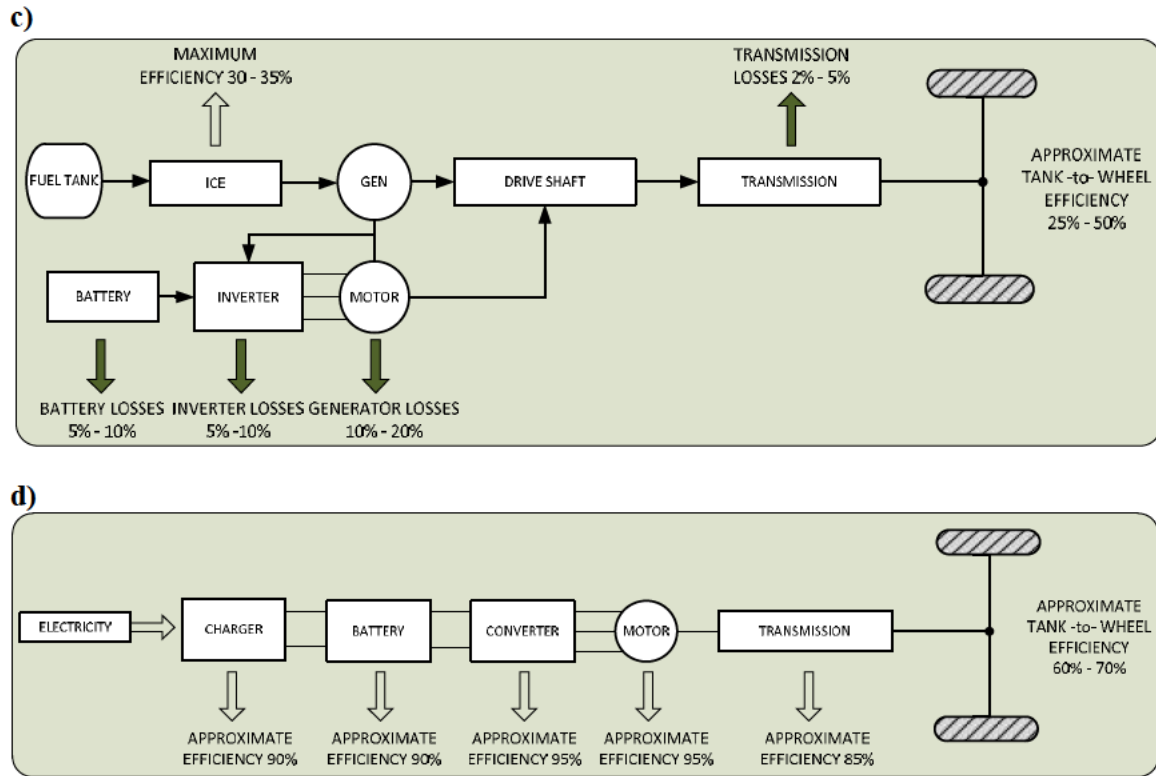 c)
MAXIMUM
EFFICIENCY 30 - 35%
TRANSMISSION
LOSSES 2% - 5%
FUEL TANK
ICE
GEN
DRIVE SHAFT
TRANSMISSION
APPROXIMATE
TANK -to- WHEEL
EFFICIENCY
25% - 50%
BATTERY
INVERTER
MOTOR
BATTERY LOSSES
5% - 10%
INVERTER LOSSES
5% -10%
GENERATOR LOSSES
10% - 20%
d)
ELECTRICITY
CHARGER
BATTERY
CONVERTER
MOTOR
TRANSMISSION
APPROXIMATE
TANK -to- WHEEL
EFFICIENCY
60% - 70%
APPROXIMATE
EFFICIENCY 90%
APPROXIMATE
EFFICIENCY 90%
APPROXIMATE
EFFICIENCY 95%
APPROXIMATE
EFFICIENCY 95%
APPROXIMATE
EFFICIENCY 85%